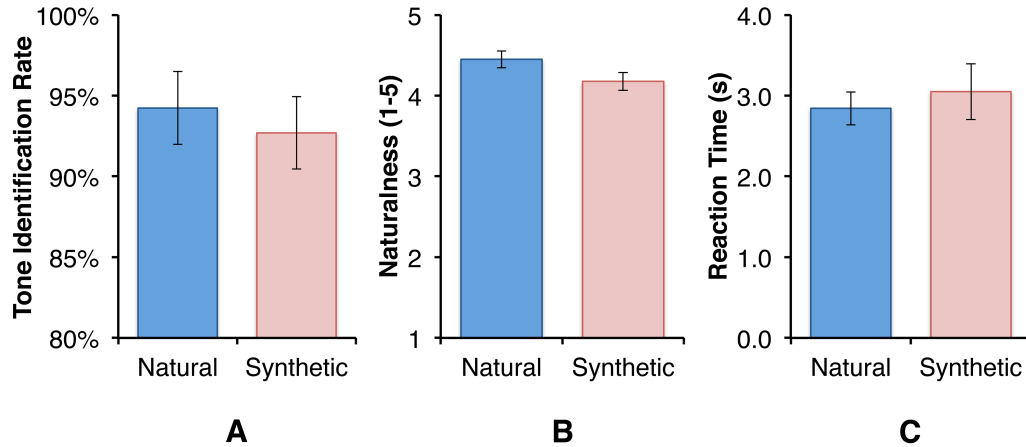 Tone Identification Rate
100%
95%
90%
85%
80%
Natural
Synthetic
A
Naturalness (1-5)
5
4
3
2
1
Natural
Synthetic
B
Reaction Time (s)
4.0
3.0
2.0
1.0
0.0
Natural
Synthetic
C